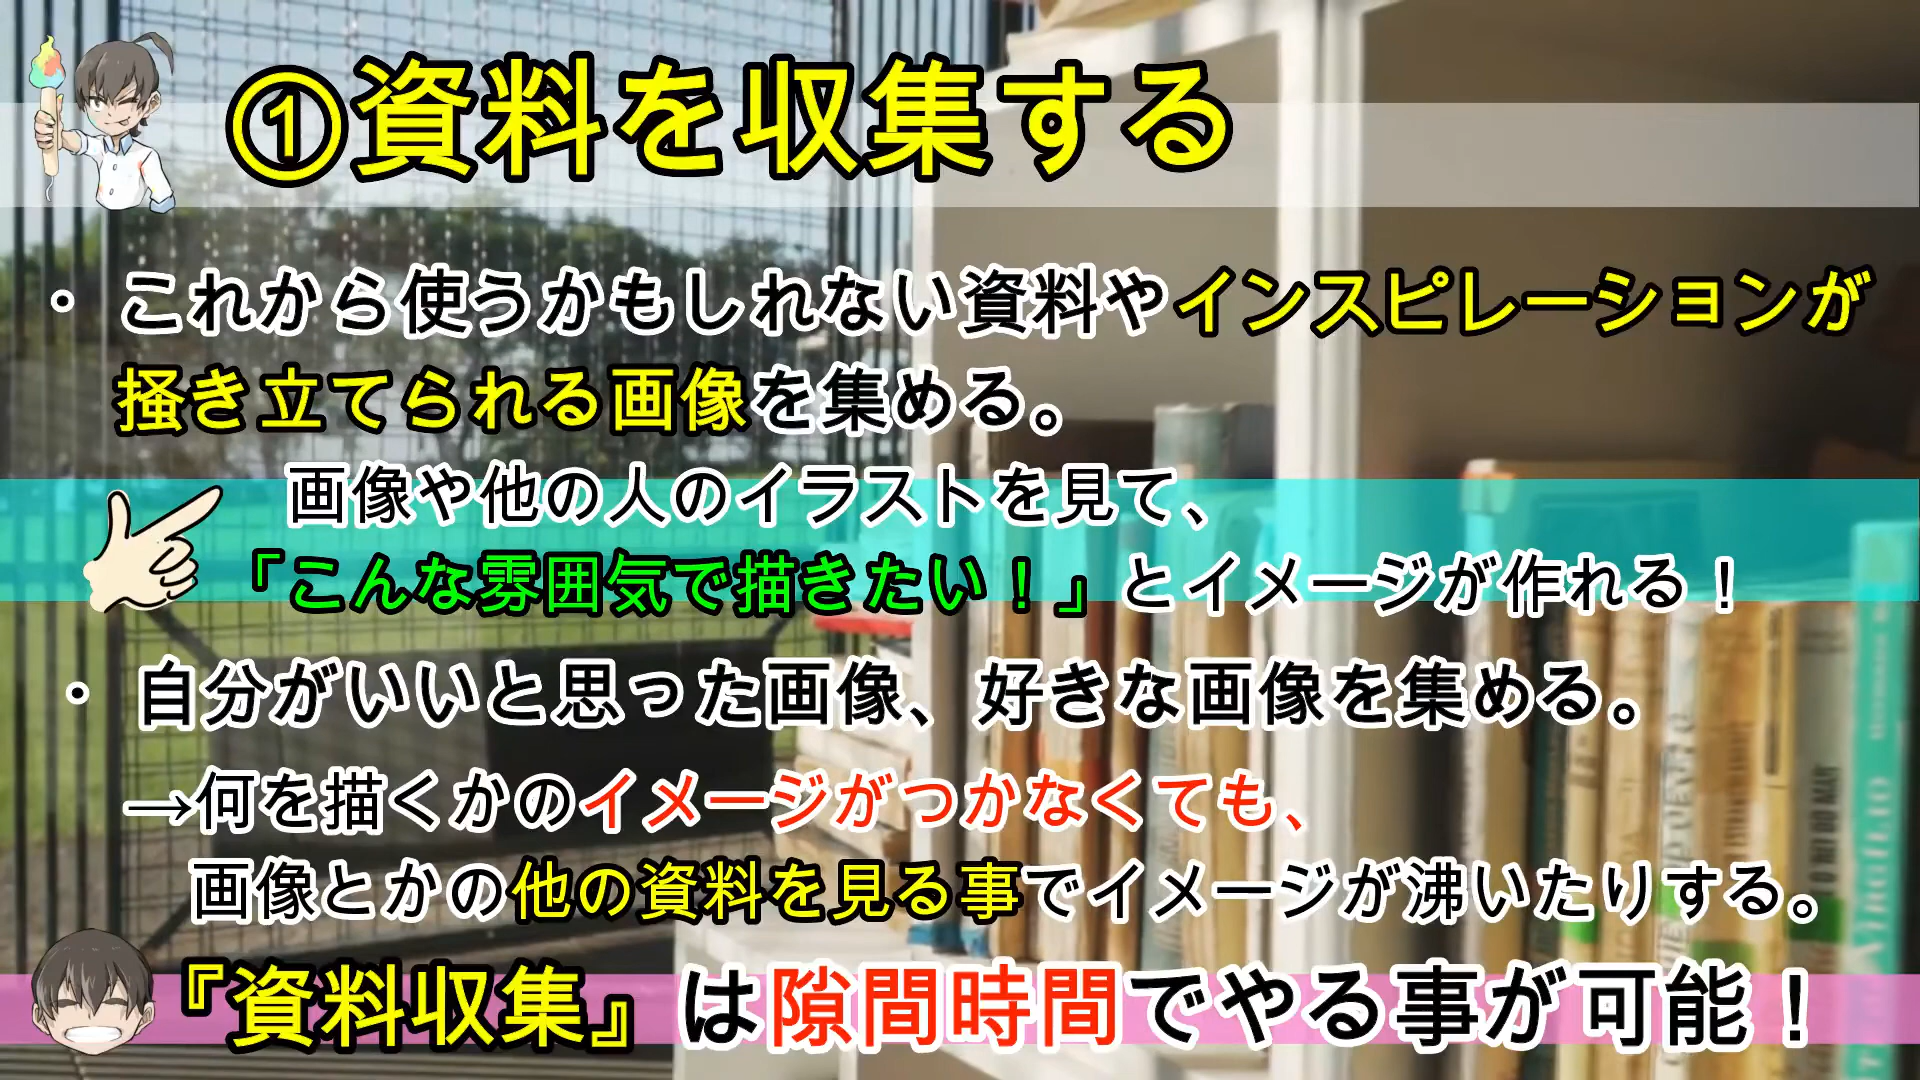 ①資料を収集する
・これから使うかもしれない資料やインスピレーションが
掻き立てられる画像を集める。
画像や他の人のイラストを見て、
「こんな雰囲気で描きたい！」とイメージが作れる！
・自分がいいと思った画像、好きな画像を集める。
→何を描くかのイメージがつかなくても、
画像とかの他の資料を見る事でイメージが沸いたりする。
『資料収集』は隙間時間でやる事が可能！